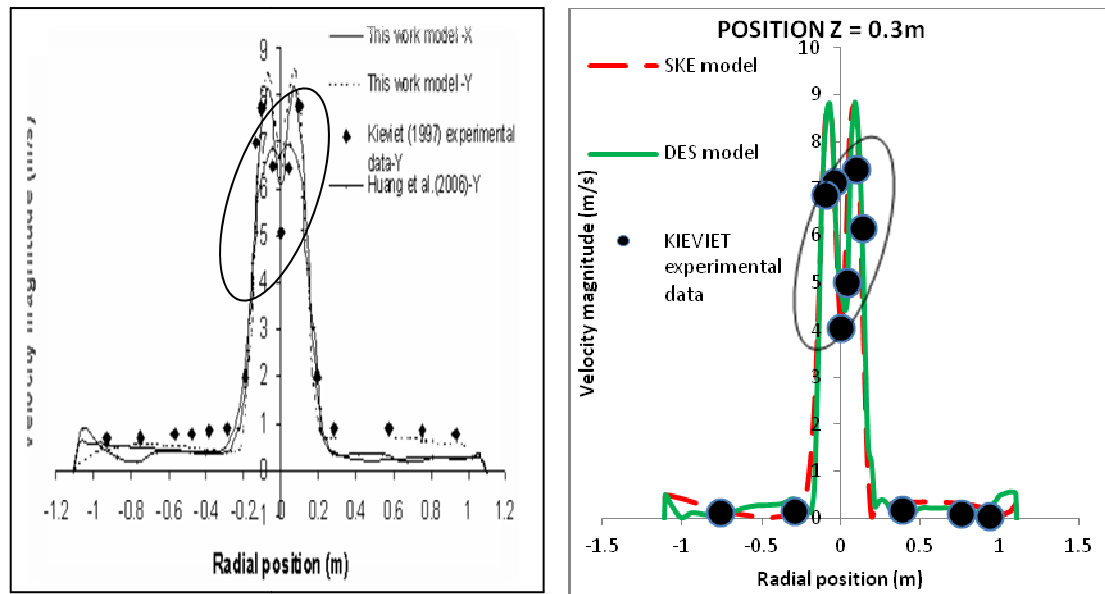 This work model -X
This work model -Y
Kieviet (1997) experimental
data-Y
Huang et al.(2006)-Y
velocity magnitude (m/s)
9
8
7
6
5
4
3
2
1
0
-1
-1.2 -1 -0.8 -0.6 -0.4 -0.2 0 0.2 0.4 0.6 0.8 1 1.2
Radial position (m)
POSITION Z = 0.3m
SKE model
DES model
KIEVIET
experimental
data
Velocity magnitude (m/s)
10
9
8
7
6
5
4
3
2
1
0
-1.5 -1 -0.5 0 0.5 1 1.5
Radial position (m)